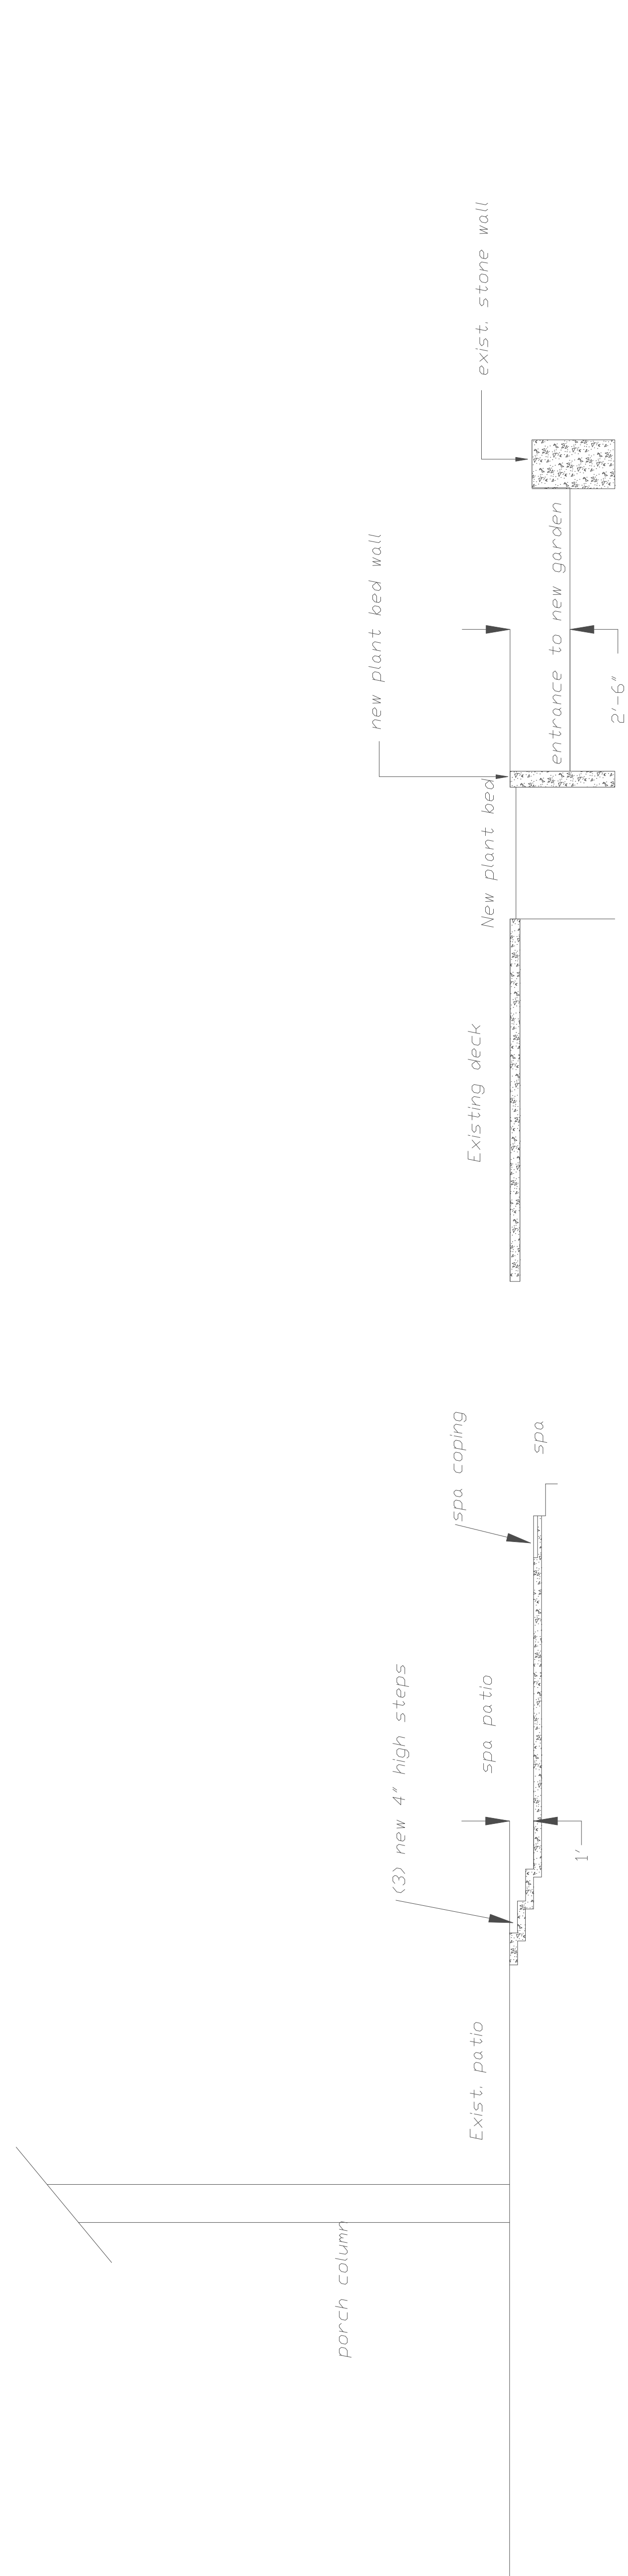 porch column
Exist. patio
(3) new 4" high steps
spa patio
1'
spa coping
spa
Existing deck
New plant bed
new plant bed wall
entrance to new garden
2'-6"
exist. stone wall